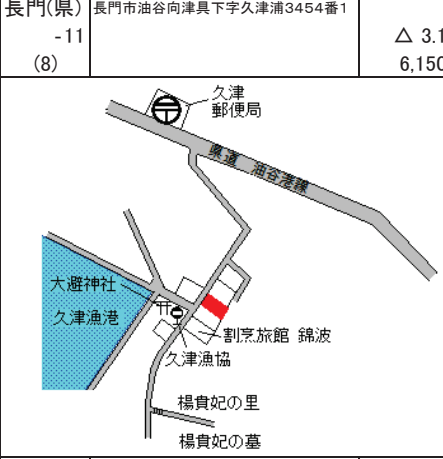 長門(県)
長門市油谷向津具下字久津浦3454番1
-11
△ 3.1
(8)
6,150
久津
郵便局
県道 油谷港線
大避神社
久津漁港
割烹旅館 錦波
久津漁協
楊貴妃の里
楊貴妃の墓